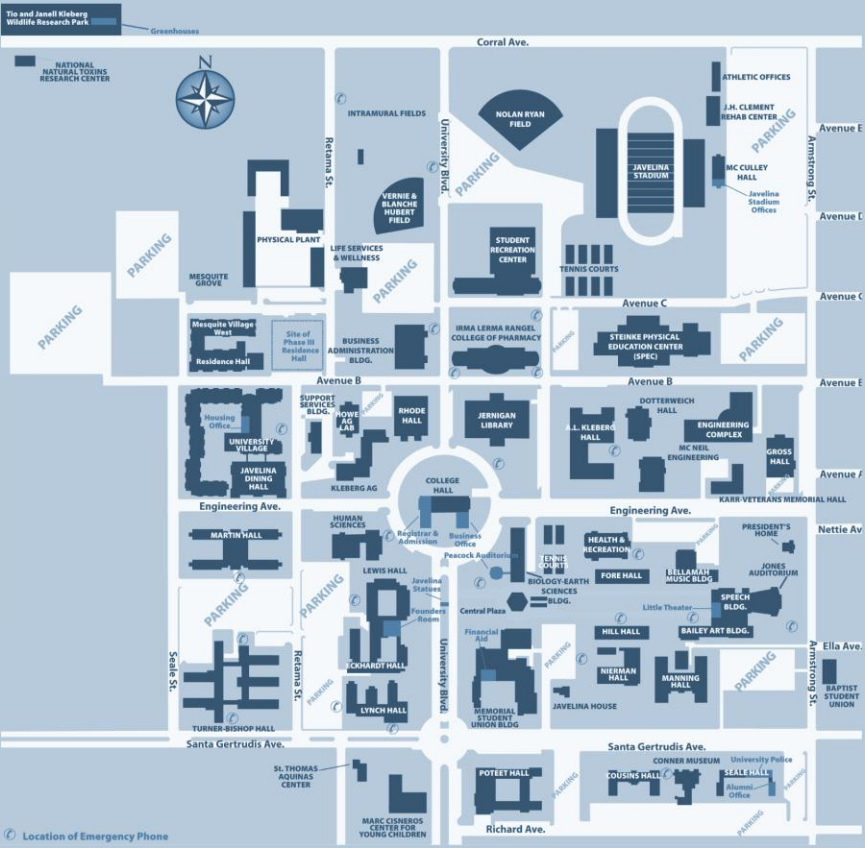 Tio and Janell Kleberg
Wildlife Research Park
Greenhouses
Corral Ave.
NATIONAL
NATURAL TOXINS
RESEARCH CENTER
N
INTRAMURAL FIELDS
Retama St.
University Blvd.
NOLAN RYAN
FIELD
PARKING
JAVELINA
STADIUM
ATHLETIC OFFICES
J.H. CLEMENT
REHAB CENTER
PARKING
Armstrong St.
Avenue E
MC CULLEY
HALL
Javelina
Stadium
Offices
VERNIE &
BLANCHE
HUBERT
FIELD
Avenue D
PHYSICAL PLANT
PARKING
LIFE SERVICES
& WELLNESS
PARKING
STUDENT
RECREATION
CENTER
TENNIS COURTS
MESQUITE
GROVE
PARKING
Avenue C
Avenue C
Mesquite Village
West
Residence Hall
Site of
Phase III
Residence
Hall
BUSINESS
ADMINISTRATION
BLDG.
IRMA LERMA RANGEL
COLLEGE OF PHARMACY
PARKING
STEINKE PHYSICAL
EDUCATION CENTER
(SPEC)
PARKING
Avenue B
Avenue B
Avenue B
Housing
Office
UNIVERSITY
VILLAGE
JAVELINA
DINING
HALL
SUPPORT
SERVICES
BLDG.
HOWE
AG
LAB
PARKING
RHODE
HALL
KLEBERG AG
JERNIGAN
LIBRARY
A.L. KLEBERG
HALL
DOTTERWEICH
HALL
ENGINEERING
COMPLEX
MC NEIL
ENGINEERING
GROSS
HALL
PARKING
Avenue A
KARR-VETERANS MEMORIAL HALL
COLLEGE
HALL
Registrar &
Admission
Business
Office
Engineering Ave.
Engineering Ave.
Nettie Av
MARTIN HALL
HUMAN
SCIENCES
Peacock Auditorium
TENNIS
COURTS
BIOLOGY-EARTH
SCIENCES
BLDG.
HEALTH &
RECREATION
FORE HALL
PARKING
BELLAMAH
MUSIC BLDG
PRESIDENT'S
HOME
JONES
AUDITORIUM
LEWIS HALL
Javelina
Statues
Founders
Room
PARKING
PARKING
Central Plaza
Little Theater
SPEECH
BLDG.
BAILEY ART BLDG.
HILL HALL
Financial
Aid
PARKING
ECKHARDT HALL
NIERMAN
HALL
MANNING
HALL
PARKING
Armstrong St.
Ella Ave.
BAPTIST
STUDENT
UNION
Seale St.
Retama St.
PARKING
LYNCH HALL
University Blvd.
MEMORIAL
STUDENT
UNION BLDG
JAVELINA HOUSE
TURNER-BISHOP HALL
Santa Gertrudis Ave.
Santa Gertrudis Ave.
St. THOMAS
AQUINAS
CENTER
MARC CISNEROS
CENTER FOR
YOUNG CHILDREN
POTEET HALL
PARKING
COUSINS HALL
CONNER MUSEUM
University Police
SEALE HALL
Alumni
Office
PARKING
PARKING
Richard Ave.
Location of Emergency Phone